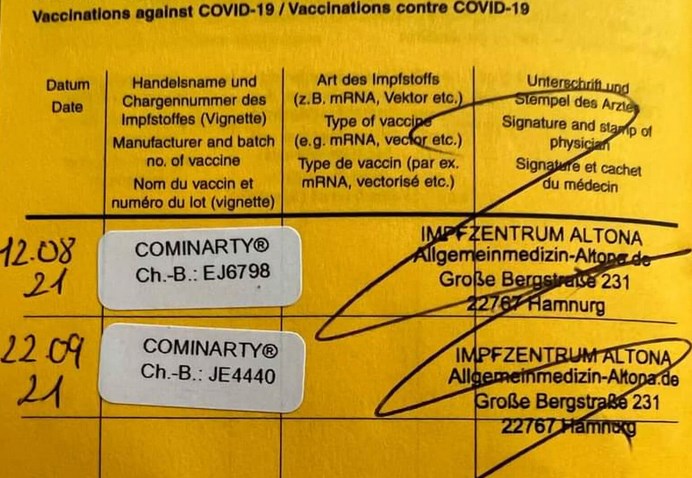 Vaccinations against COVID-19 / Vaccinations contre COVID-19
Datum
Date
Handelsname und
Chargennummer des
Impfstoffes (Vignette)
Manufacturer and batch
no. of vaccine
Nom du vaccin et
numéro du lot (vignette)
Art des Impfstoffs
(z.B. mRNA, Vektor etc.)
Type of vaccine
(e.g. mRNA, vector etc.)
Type de vaccin (par ex.
mRNA, vectorisé etc.)
Unterschrift und
Stempel des Arztes
Signature and stamp of
physician
Signature et cachet
du médecin
12.08
21
COMINARTY®
Ch.-B.: EJ6798
IMPFZENTRUM ALTONA
Allgemeinmedizin-Altona.de
Große Bergstraße 231
22767 Hamnurg
22.09
21
COMINARTY®
Ch.-B.: JE4440
IMPFZENTRUM ALTONA
Allgemeinmedizin-Altona.de
Große Bergstraße 231
22767 Hamnurg